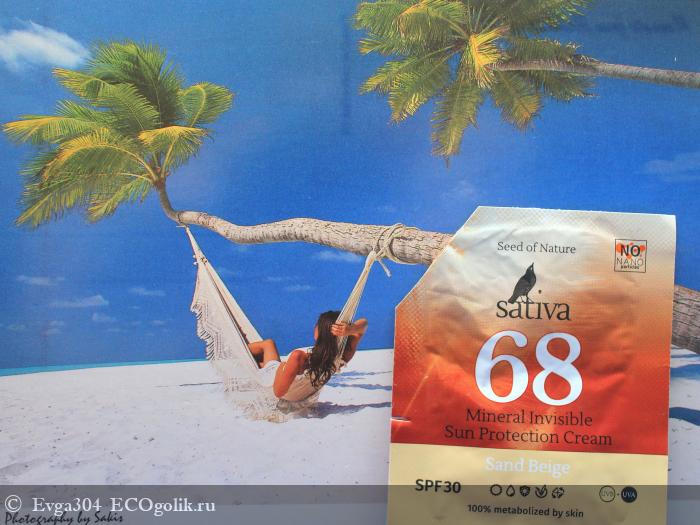 Seed of Nature
NO
NANO
particles
sativa
68
Mineral Invisible
Sun Protection Cream
Sand Beige
SPF30
UVB + UVA
100% metabolized by skin
© Evga304 ECOgolik.ru
Photography by Sakis